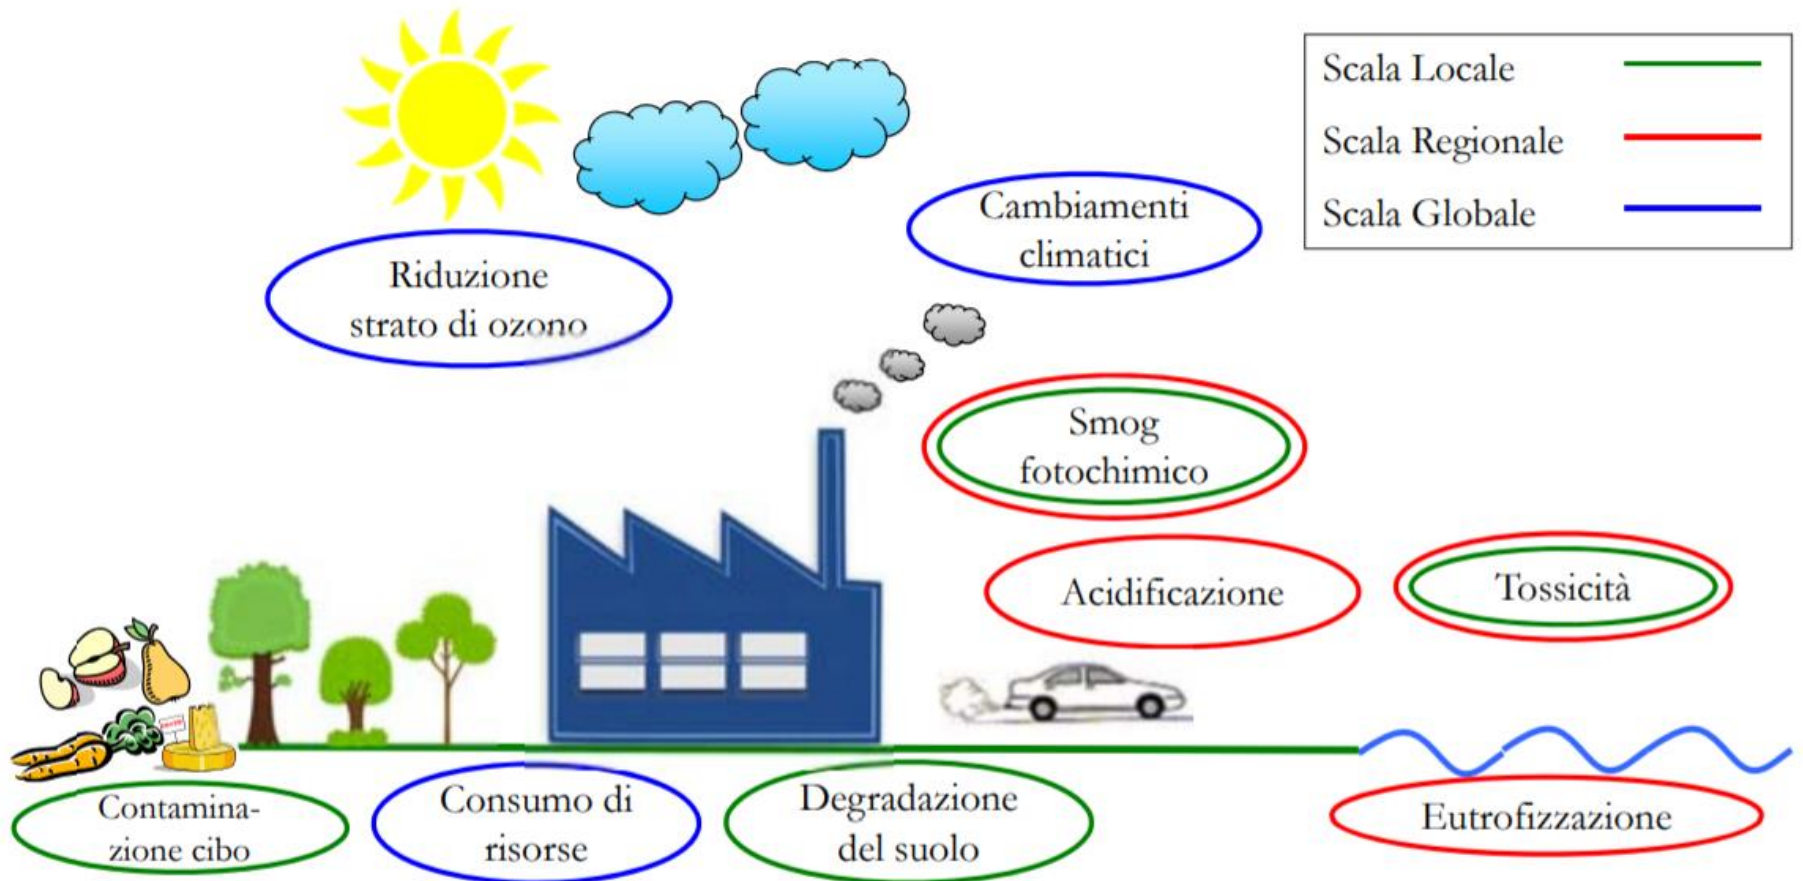 Scala Locale
Scala Regionale
Scala Globale
Cambiamenti
climatici
Riduzione
strato di ozono
Smog
fotochimico
Acidificazione
Tossicità
Contamina-
zione cibo
Consumo di
risorse
Degradazione
del suolo
Eutrofizzazione